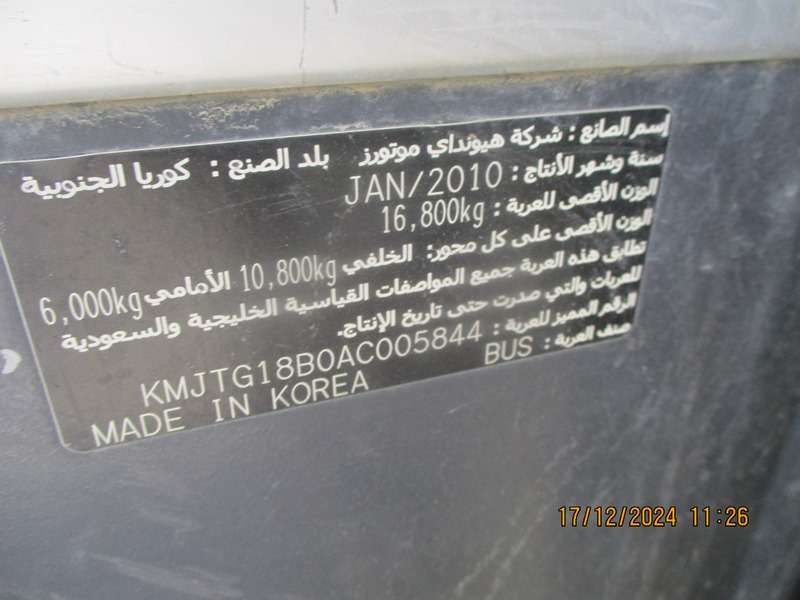 إسم الصانع : شركة هيونداي موتورز بلد الصنع : كوريا الجنوبية
سنة وشهر الأنتاج : JAN/2010
الوزن الأقصى للعربة : 16,800kg
الوزن الأقصى على كل محور: الخلفي 10,800kg الأمامي 6,000kg
تطابق هذه العربة جميع المواصفات القياسية الخليجية والسعودية
للعربات والتي صدرت حتى تاريخ الإنتاج.
الرقم المميز للعربة : KMJTG18B0AC005844
صنف العربة : BUS
MADE IN KOREA
17/12/2024 11:26